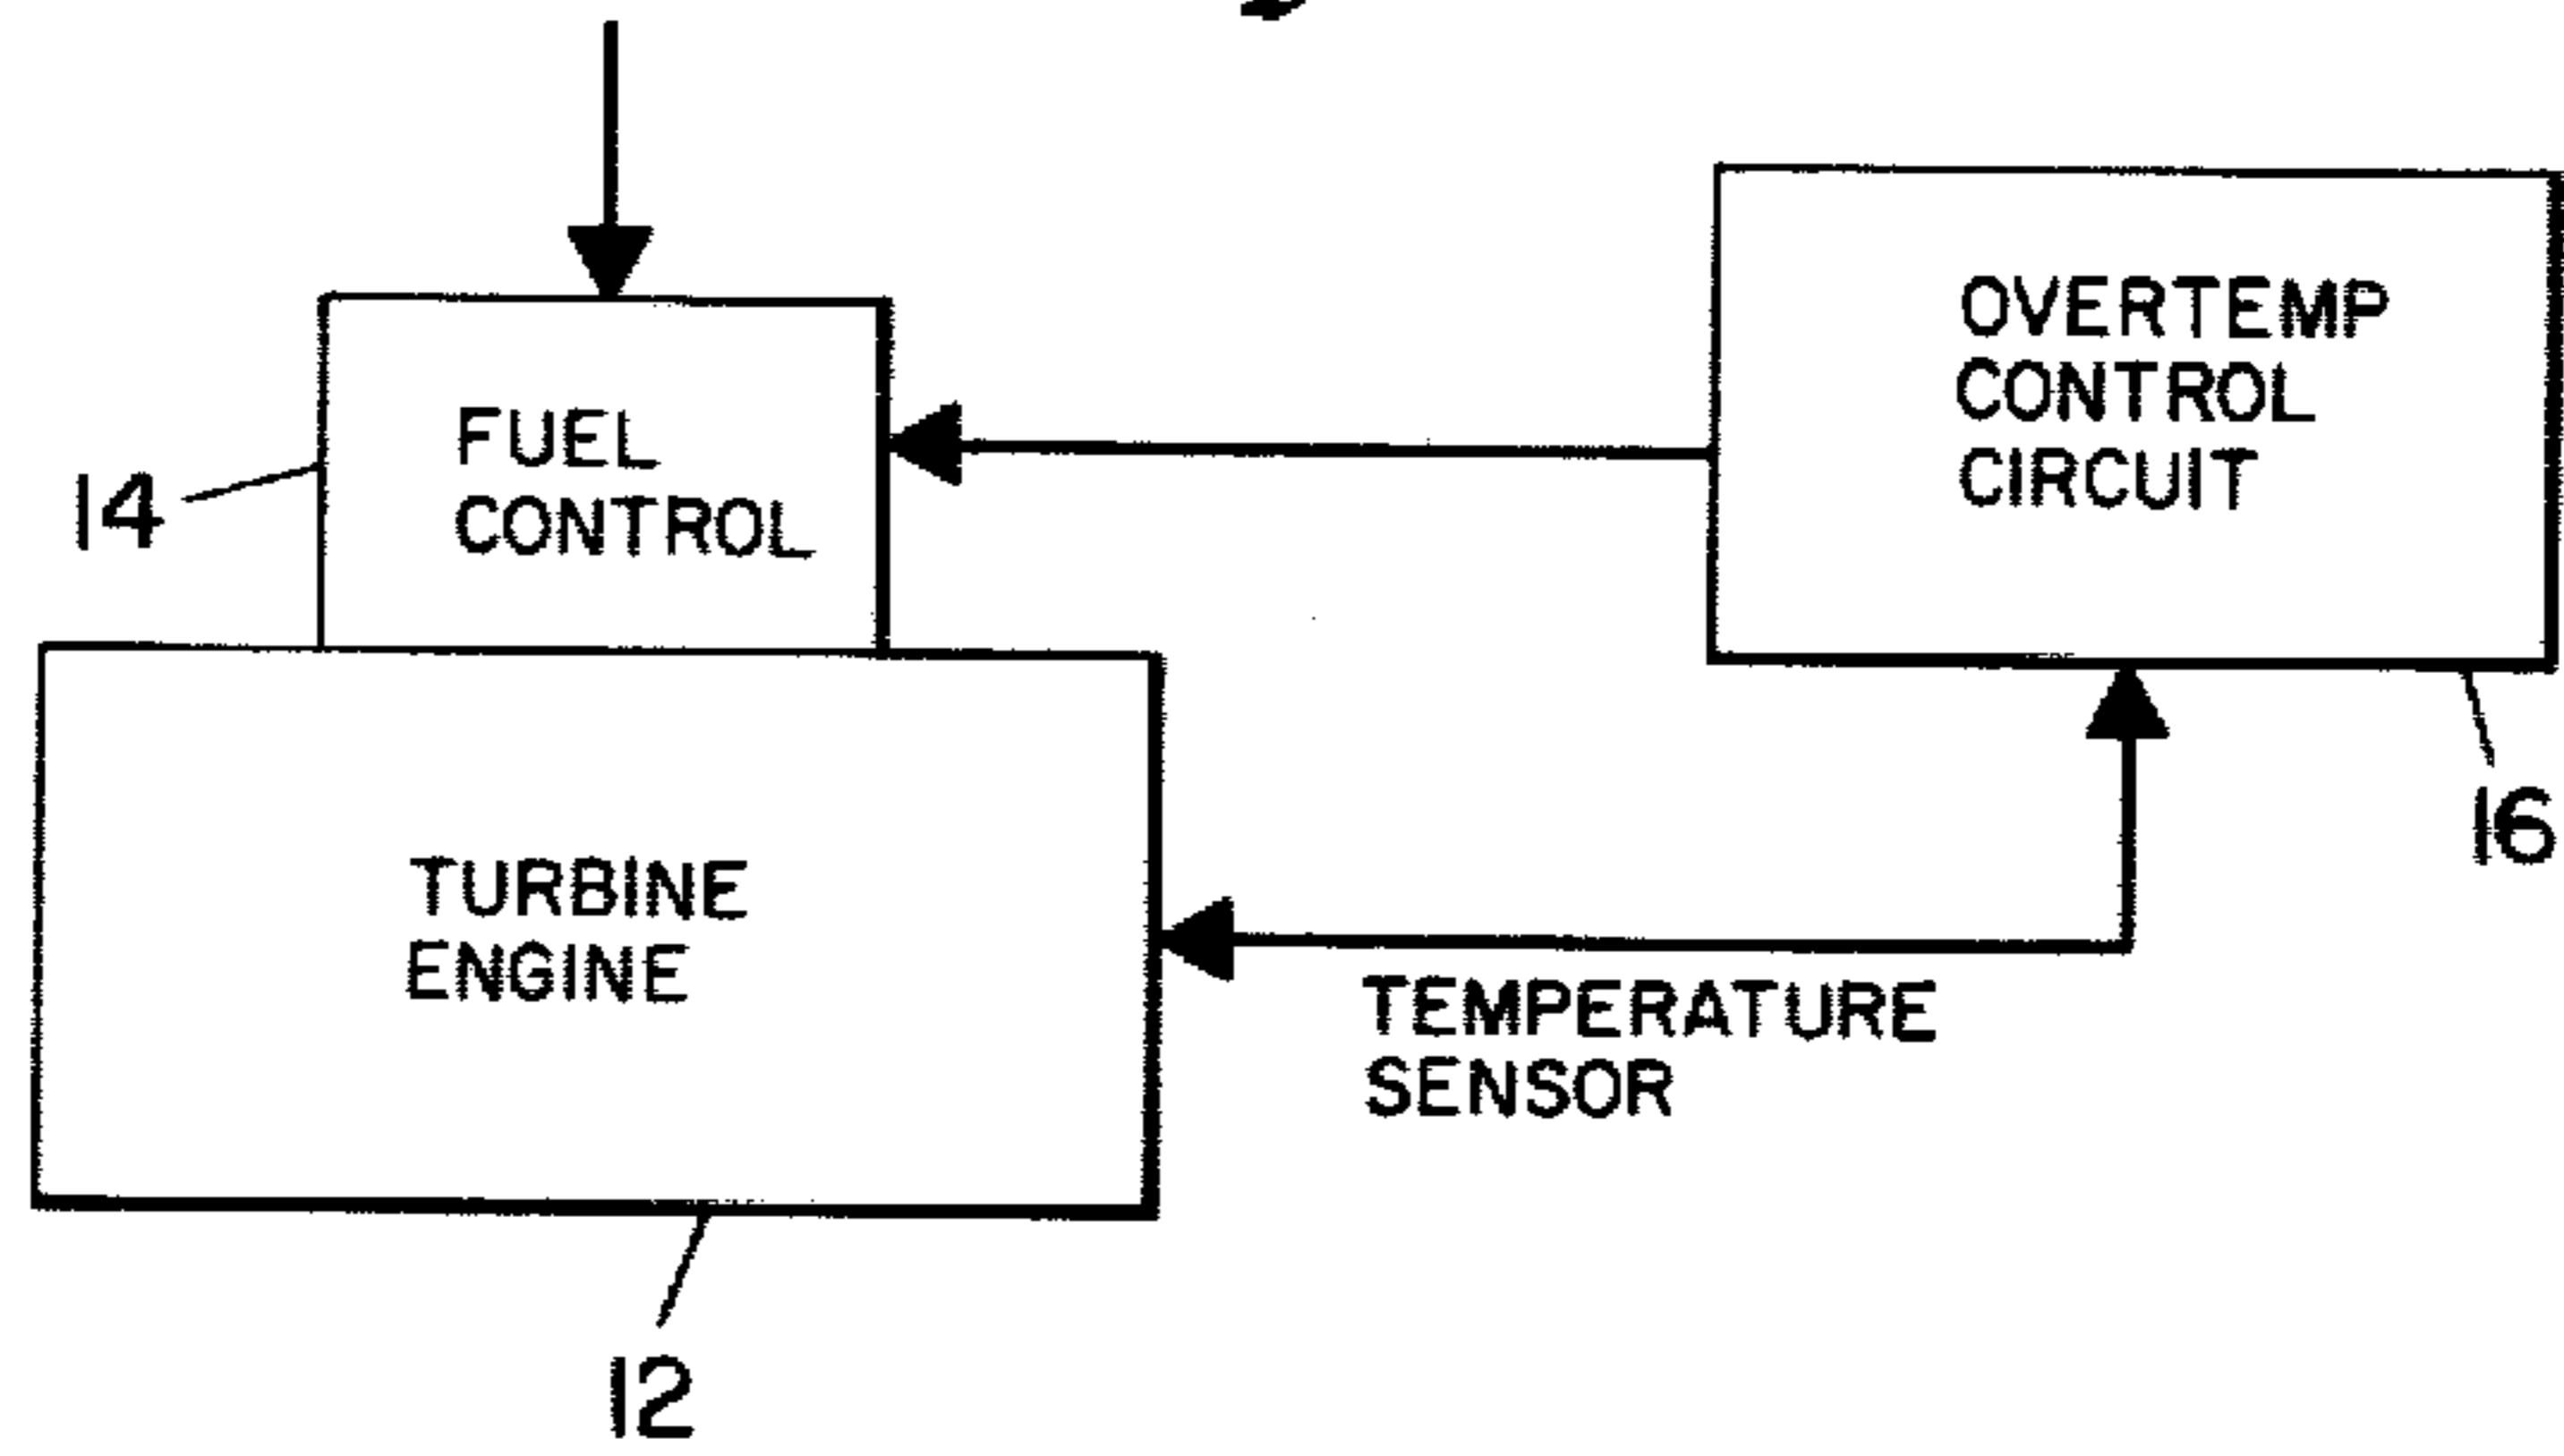 OVERTEMP
CONTROL
CIRCUIT
FUEL
CONTROL
14
16
TURBINE
ENGINE
TEMPERATURE
SENSOR
12